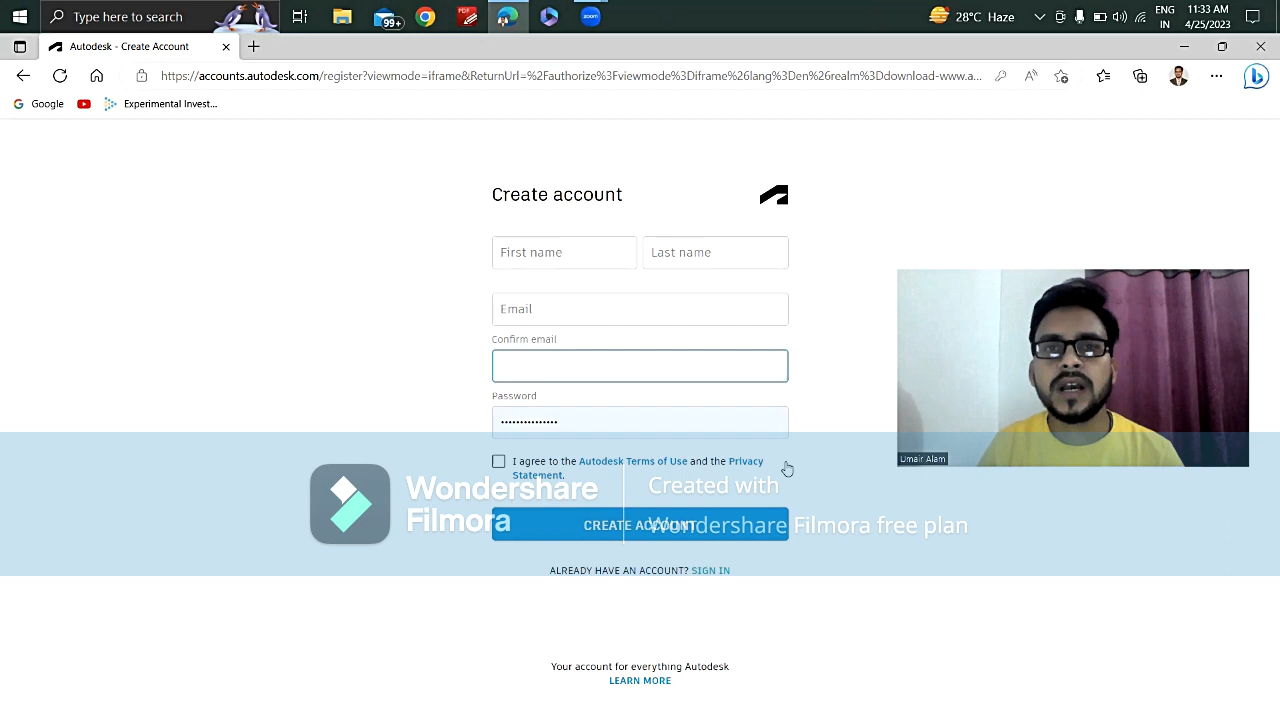 Type here to search
99+
PDF
zoom
28°C Haze
ENG
IN
11:33 AM
4/25/2023
Autodesk - Create Account
https://accounts.autodesk.com/register?viewmode=iframe&ReturnUrl=%2Fauthorize%3Fviewmode%3Diframe%26lang%3Den%26realm%3Ddownload-www.a...
Google
Experimental Invest...
Create account
First name
Last name
Email
Confirm email
Password
I agree to the Autodesk Terms of Use and the Privacy
Statement.
CREATE ACCOUNT
Wondershare
Filmora
Created with
Wondershare Filmora free plan
ALREADY HAVE AN ACCOUNT? SIGN IN
Umair Alam
Your account for everything Autodesk
LEARN MORE